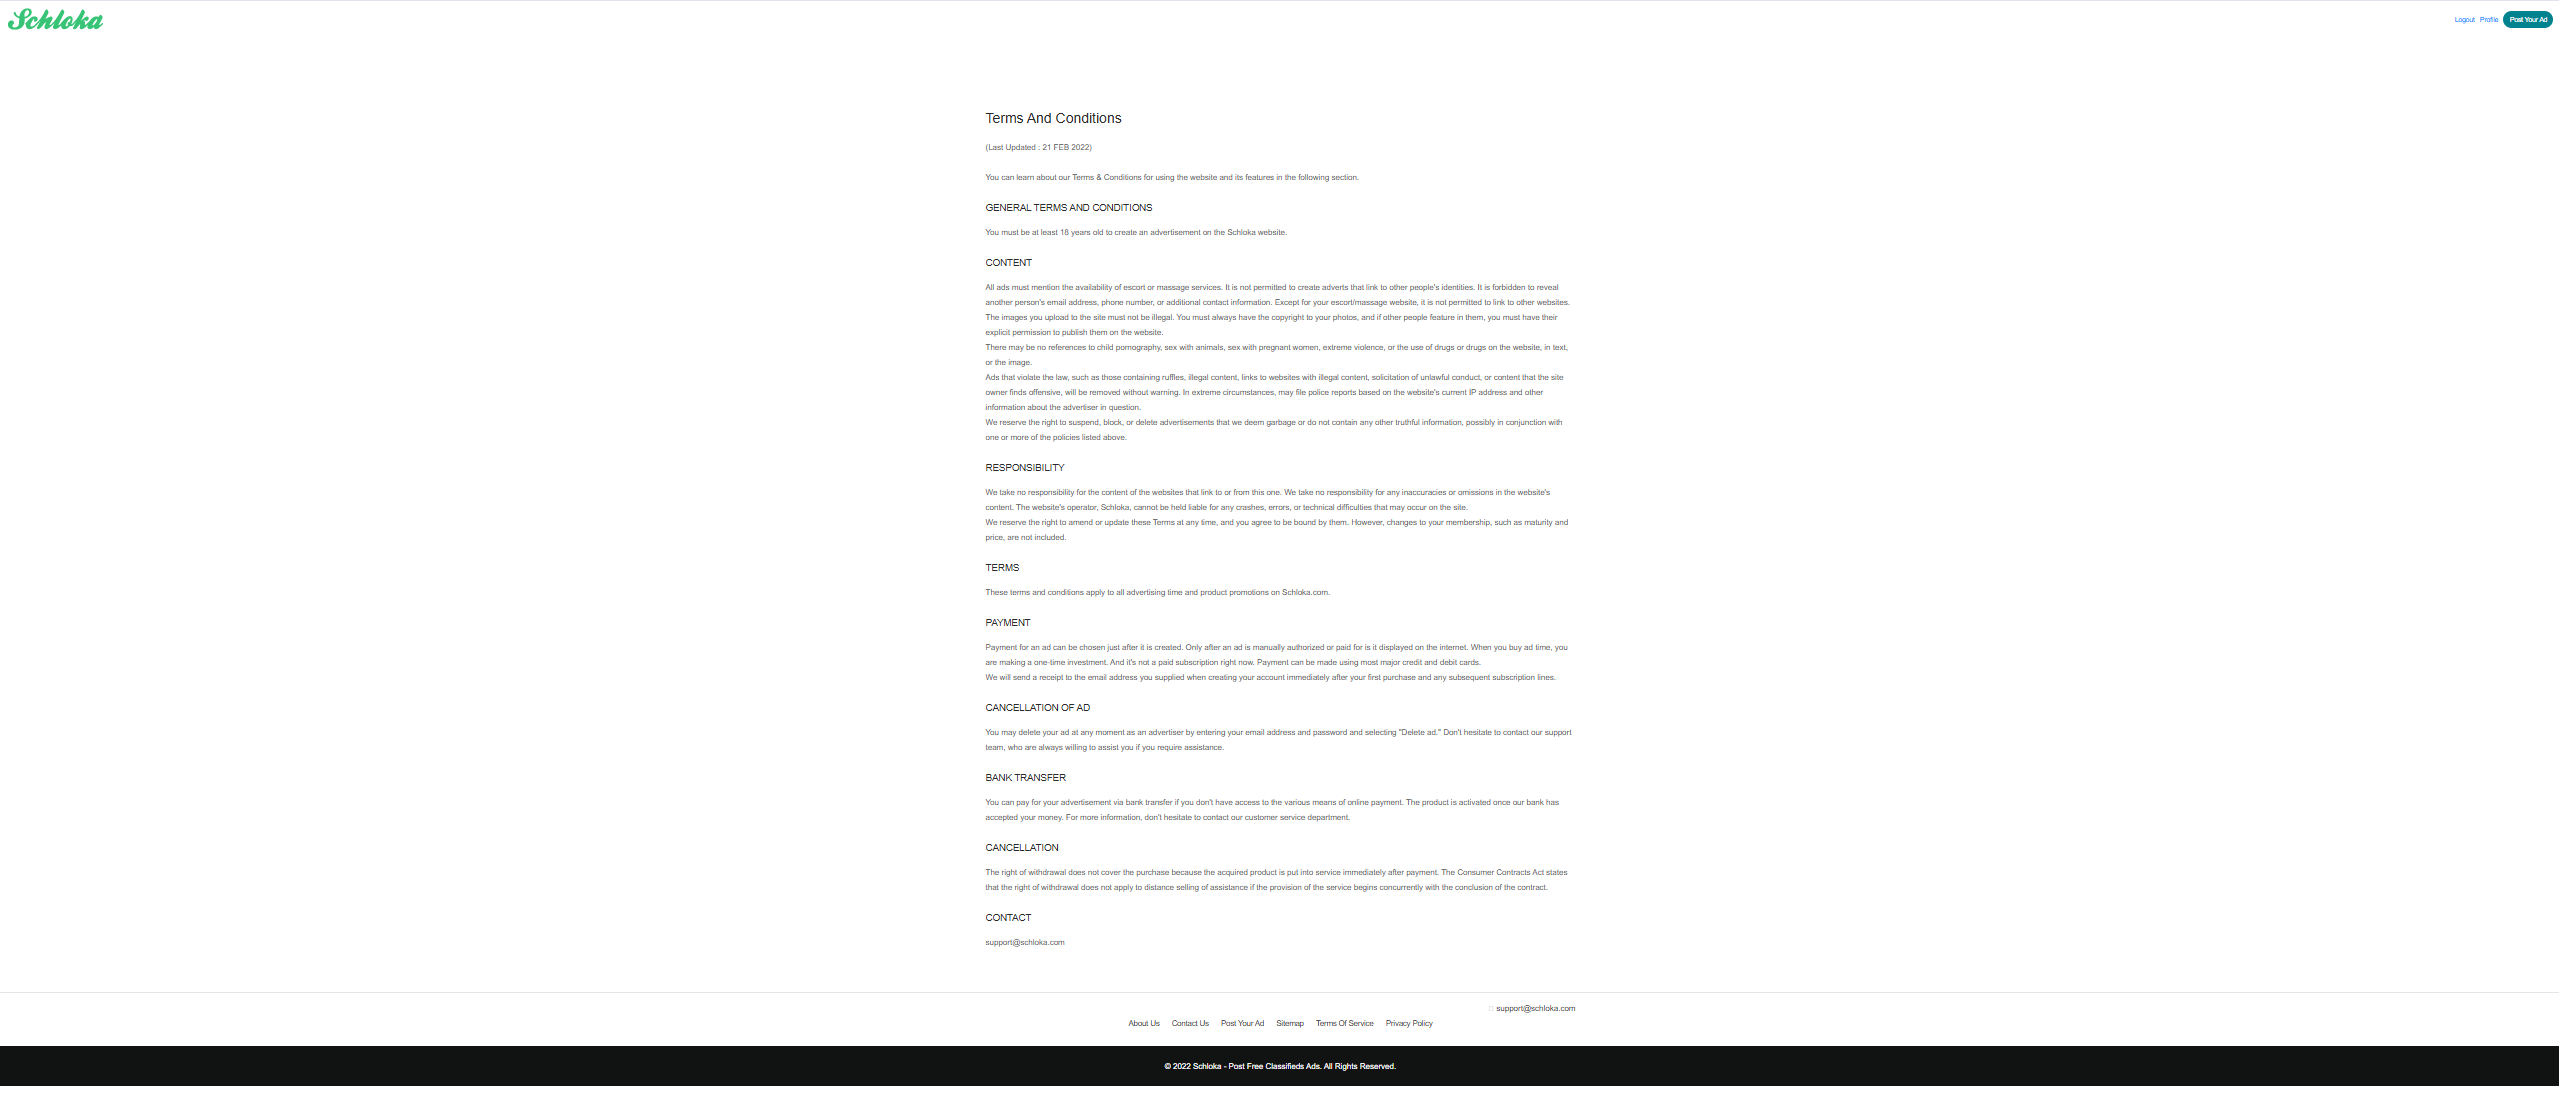 Schloka
Logout Profile Post Your Ad
Terms And Conditions
(Last Updated : 21 FEB 2022)
You can learn about our Terms & Conditions for using the website and its features in the following section.
GENERAL TERMS AND CONDITIONS
You must be at least 18 years old to create an advertisement on the Schloka website.
CONTENT
All ads must mention the availability of escort or massage services. It is not permitted to create adverts that link to other people's identities. It is forbidden to reveal
another person's email address, phone number, or additional contact information. Except for your escort/massage website, it is not permitted to link to other websites.
The images you upload to the site must not be illegal. You must always have the copyright to your photos, and if other people feature in them, you must have their
explicit permission to publish them on the website.
There may be no references to child pornography, sex with animals, sex with pregnant women, extreme violence, or the use of drugs or drugs on the website, in text,
or the image.
Ads that violate the law, such as those containing ruffles, illegal content, links to websites with illegal content, solicitation of unlawful conduct, or content that the site
owner finds offensive, will be removed without warning. In extreme circumstances, may file police reports based on the website's current IP address and other
information about the advertiser in question.
We reserve the right to suspend, block, or delete advertisements that we deem garbage or do not contain any other truthful information, possibly in conjunction with
one or more of the policies listed above.
RESPONSIBILITY
We take no responsibility for the content of the websites that link to or from this one. We take no responsibility for any inaccuracies or omissions in the website's
content. The website's operator, Schloka, cannot be held liable for any crashes, errors, or technical difficulties that may occur on the site.
We reserve the right to amend or update these Terms at any time, and you agree to be bound by them. However, changes to your membership, such as maturity and
price, are not included.
TERMS
These terms and conditions apply to all advertising time and product promotions on Schloka.com.
PAYMENT
Payment for an ad can be chosen just after it is created. Only after an ad is manually authorized or paid for is it displayed on the internet. When you buy ad time, you
are making a one-time investment. And it's not a paid subscription right now. Payment can be made using most major credit and debit cards.
We will send a receipt to the email address you supplied when creating your account immediately after your first purchase and any subsequent subscription lines.
CANCELLATION OF AD
You may delete your ad at any moment as an advertiser by entering your email address and password and selecting "Delete ad." Don't hesitate to contact our support
team, who are always willing to assist you if you require assistance.
BANK TRANSFER
You can pay for your advertisement via bank transfer if you don't have access to the various means of online payment. The product is activated once our bank has
accepted your money. For more information, don't hesitate to contact our customer service department.
CANCELLATION
The right of withdrawal does not cover the purchase because the acquired product is put into service immediately after payment. The Consumer Contracts Act states
that the right of withdrawal does not apply to distance selling of assistance if the provision of the service begins concurrently with the conclusion of the contract.
CONTACT
support@schloka.com
support@schloka.com
About Us Contact Us Post Your Ad Sitemap Terms Of Service Privacy Policy
© 2022 Schloka - Post Free Classifieds Ads. All Rights Reserved.